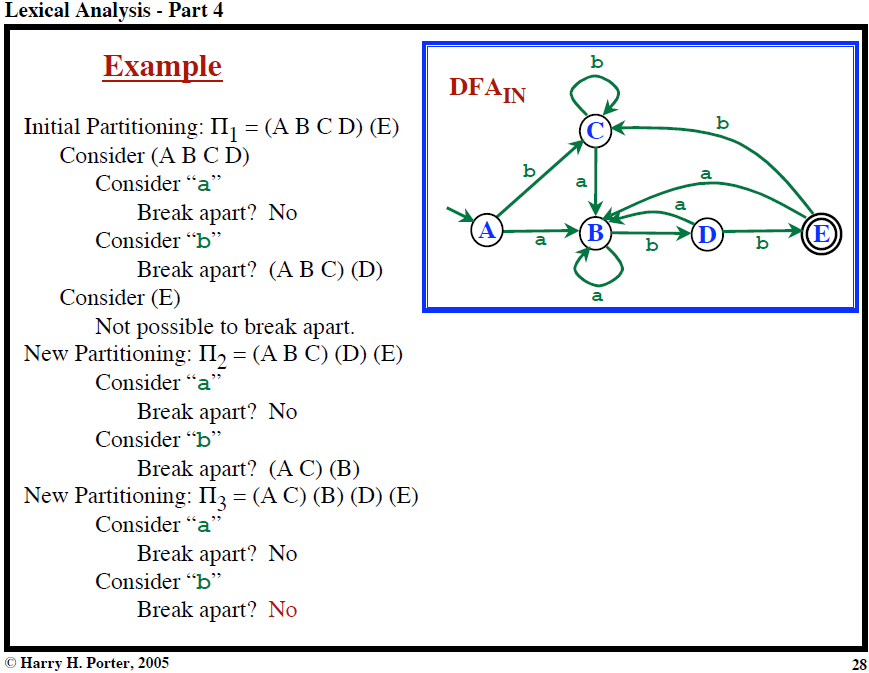 Lexical Analysis - Part 4
Example
Initial Partitioning: Π1 = (A B C D) (E)
Consider (A B C D)
Consider “a”
Break apart? No
Consider “b”
Break apart? (A B C) (D)
Consider (E)
Not possible to break apart.
New Partitioning: Π2 = (A B C) (D) (E)
Consider “a”
Break apart? No
Consider “b”
Break apart? (A C) (B)
New Partitioning: Π3 = (A C) (B) (D) (E)
Consider “a”
Break apart? No
Consider “b”
Break apart? No
DFAIN
b
C
b
b
a
a
a
A
a
B
b
D
b
E
a
© Harry H. Porter, 2005
28